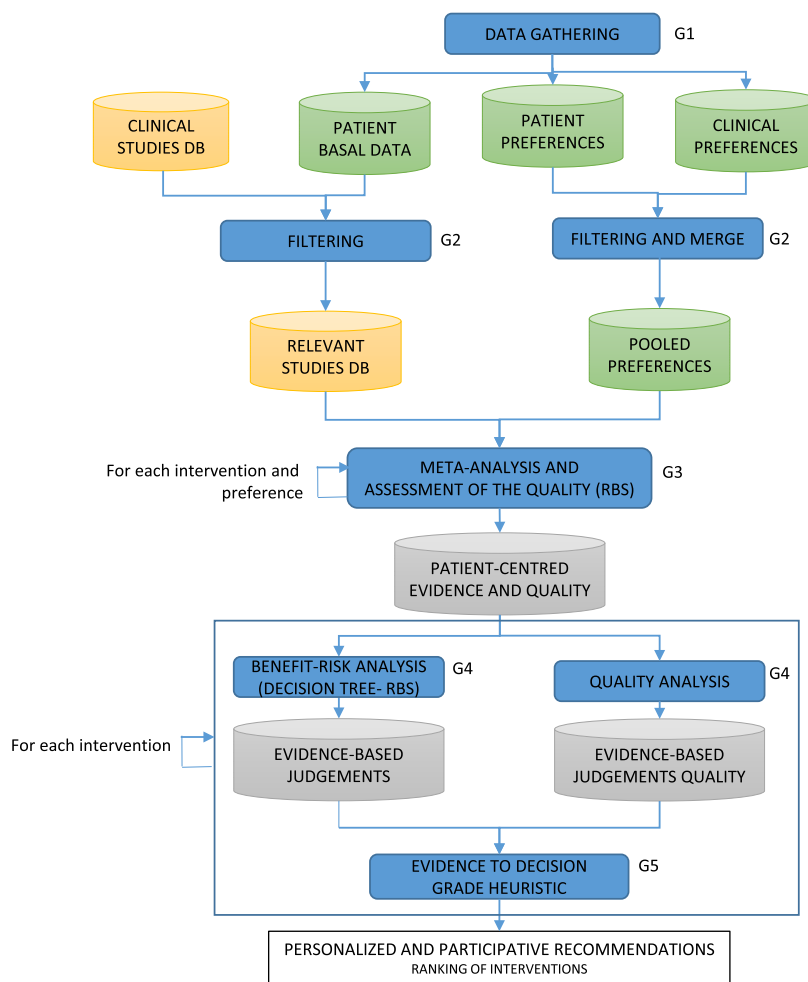 DATA GATHERING
G1
CLINICAL
STUDIES DB
PATIENT
BASAL DATA
PATIENT
PREFERENCES
CLINICAL
PREFERENCES
FILTERING
G2
FILTERING AND MERGE
G2
RELEVANT
STUDIES DB
POOLED
PREFERENCES
For each intervention and
preference
META-ANALYSIS AND
ASSESSMENT OF THE QUALITY (RBS)
G3
PATIENT-CENTRED
EVIDENCE AND QUALITY
BENEFIT-RISK ANALYSIS
(DECISION TREE- RBS)
G4
QUALITY ANALYSIS
G4
For each intervention
EVIDENCE-BASED
JUDGEMENTS
EVIDENCE-BASED
JUDGEMENTS QUALITY
EVIDENCE TO DECISION
GRADE HEURISTIC
G5
PERSONALIZED AND PARTICIPATIVE RECOMMENDATIONS
RANKING OF INTERVENTIONS